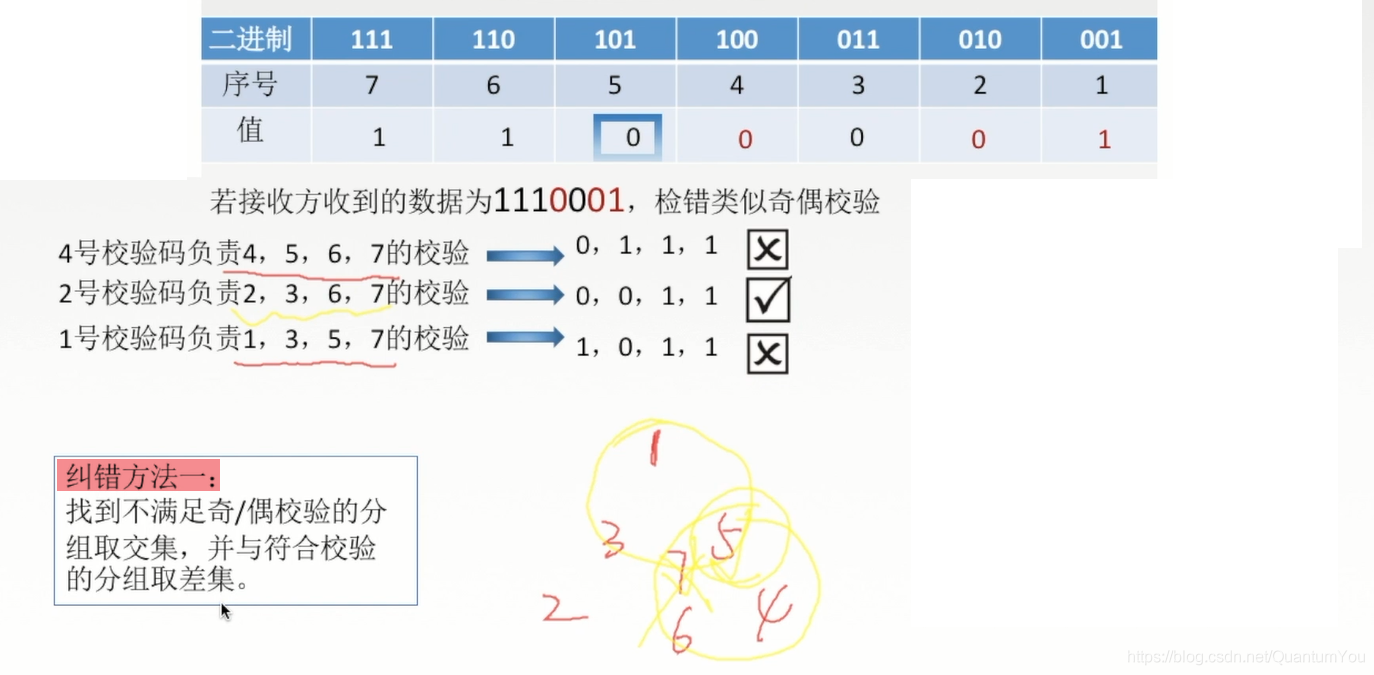 二进制 111 110 101 100 011 010 001
序号 7 6 5 4 3 2 1
值 1 1 0 0 0 0 1
若接收方收到的数据为1110001，检错类似奇偶校验
4号校验码负责4，5，6，7的校验 0，1，1，1
2号校验码负责2，3，6，7的校验 0，0，1，1
1号校验码负责1，3，5，7的校验 1，0，1，1
纠错方法一：
找到不满足奇/偶校验的分
组取交集，并与符合校验
的分组取差集。
1
3 7 5
2 6 4
https://blog.csdn.net/QuantumYou